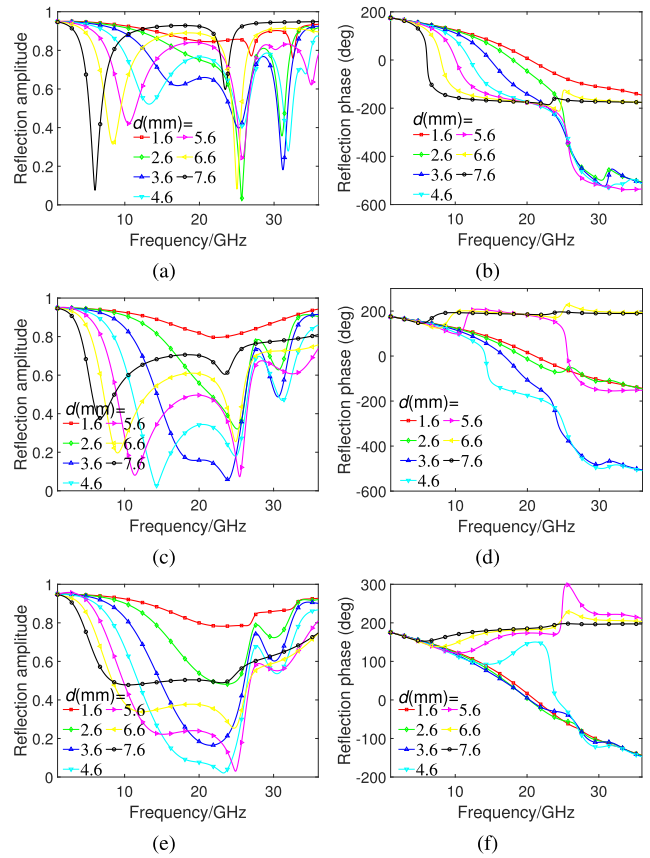 1
0.8
0.6
0.4
0.2
0
Reflection amplitude
d(mm)=
1.6 5.6
2.6 6.6
3.6 7.6
4.6
10 20 30
Frequency/GHz
(a)
200
0
-200
-400
-600
Reflection phase (deg)
d(mm)=
1.6 5.6
2.6 6.6
3.6 7.6
4.6
10 20 30
Frequency/GHz
(b)
1
0.8
0.6
0.4
0.2
0
Reflection amplitude
d(mm)=
1.6 5.6
2.6 6.6
3.6 7.6
4.6
10 20 30
Frequency/GHz
(c)
200
0
-200
-400
-600
Reflection phase (deg)
d(mm)=
1.6 5.6
2.6 6.6
3.6 7.6
4.6
10 20 30
Frequency/GHz
(d)
1
0.8
0.6
0.4
0.2
0
Reflection amplitude
d(mm)=
1.6 5.6
2.6 6.6
3.6 7.6
4.6
10 20 30
Frequency/GHz
(e)
300
200
100
0
-100
-200
Reflection phase (deg)
d(mm)=
1.6 5.6
2.6 6.6
3.6 7.6
4.6
10 20 30
Frequency/GHz
(f)